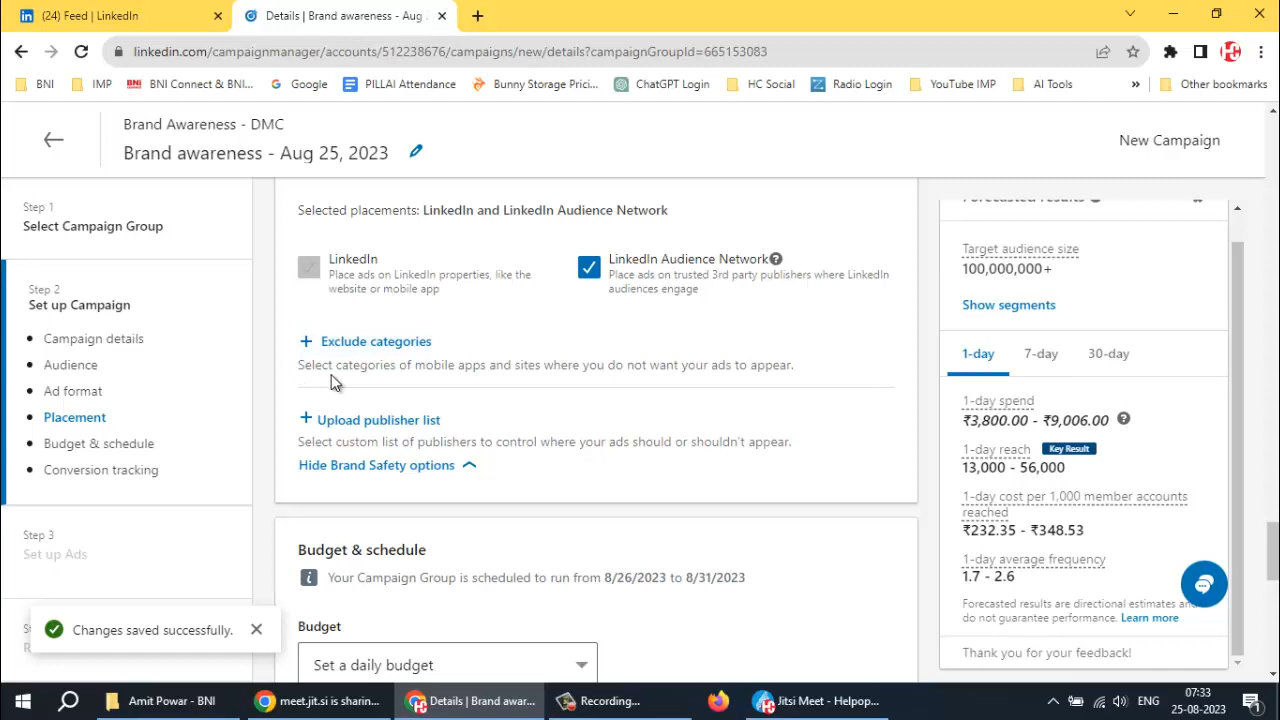 (24) Feed | LinkedIn
Details | Brand awareness - Aug
linkedin.com/campaignmanager/accounts/512238676/campaigns/new/details?campaignGroupId=665153083
BNI
IMP
BNI Connect & BNI...
Google
PILLAI Attendance
Bunny Storage Prici...
ChatGPT Login
HC Social
Radio Login
YouTube IMP
AI Tools
»
Other bookmarks
Brand Awareness - DMC
Brand awareness - Aug 25, 2023
New Campaign
Step 1
Select Campaign Group
Step 2
Set up Campaign
• Campaign details
• Audience
• Ad format
• Placement
• Budget & schedule
• Conversion tracking
Step 3
Set up Ads
Changes saved successfully.
Selected placements: LinkedIn and LinkedIn Audience Network
LinkedIn
Place ads on LinkedIn properties, like the
website or mobile app
LinkedIn Audience Network
Place ads on trusted 3rd party publishers where LinkedIn
audiences engage
+ Exclude categories
Select categories of mobile apps and sites where you do not want your ads to appear.
+ Upload publisher list
Select custom list of publishers to control where your ads should or shouldn't appear.
Hide Brand Safety options
Budget & schedule
Your Campaign Group is scheduled to run from 8/26/2023 to 8/31/2023
Budget
Set a daily budget
Forecasted results
Target audience size
100,000,000+
Show segments
1-day 7-day 30-day
1-day spend
₹3,800.00 - ₹9,006.00
1-day reach Key Result
13,000 - 56,000
1-day cost per 1,000 member accounts
reached
₹232.35 - ₹348.53
1-day average frequency
1.7 - 2.6
Forecasted results are directional estimates and
do not guarantee performance. Learn more
Thank you for your feedback!
Amit Powar - BNI
meet.jit.si is sharin...
Details | Brand awar...
Recording...
Jitsi Meet - Helpop...
ENG
07:33
25-08-2023